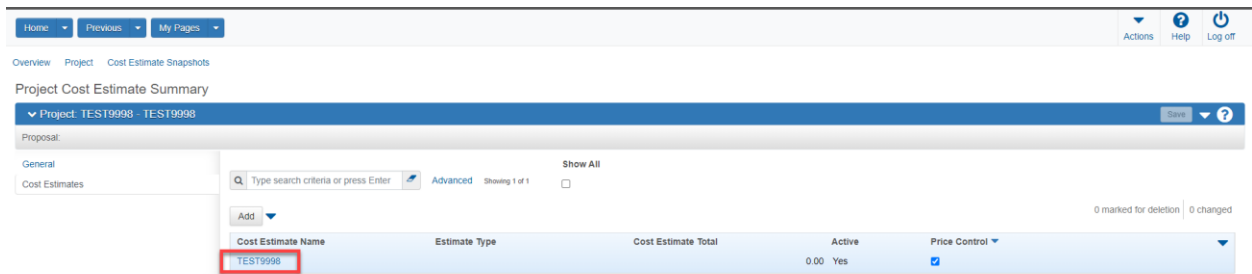 Home Previous My Pages Actions Help Log off
Overview Project Cost Estimate Snapshots
Project Cost Estimate Summary
Project: TEST9998 - TEST9998 Save
Proposal:
General
Cost Estimates
Show All
Type search criteria or press Enter Advanced Showing 1 of 1
Add 0 marked for deletion 0 changed
Cost Estimate Name Estimate Type Cost Estimate Total Active Price Control
TEST9998 0.00 Yes